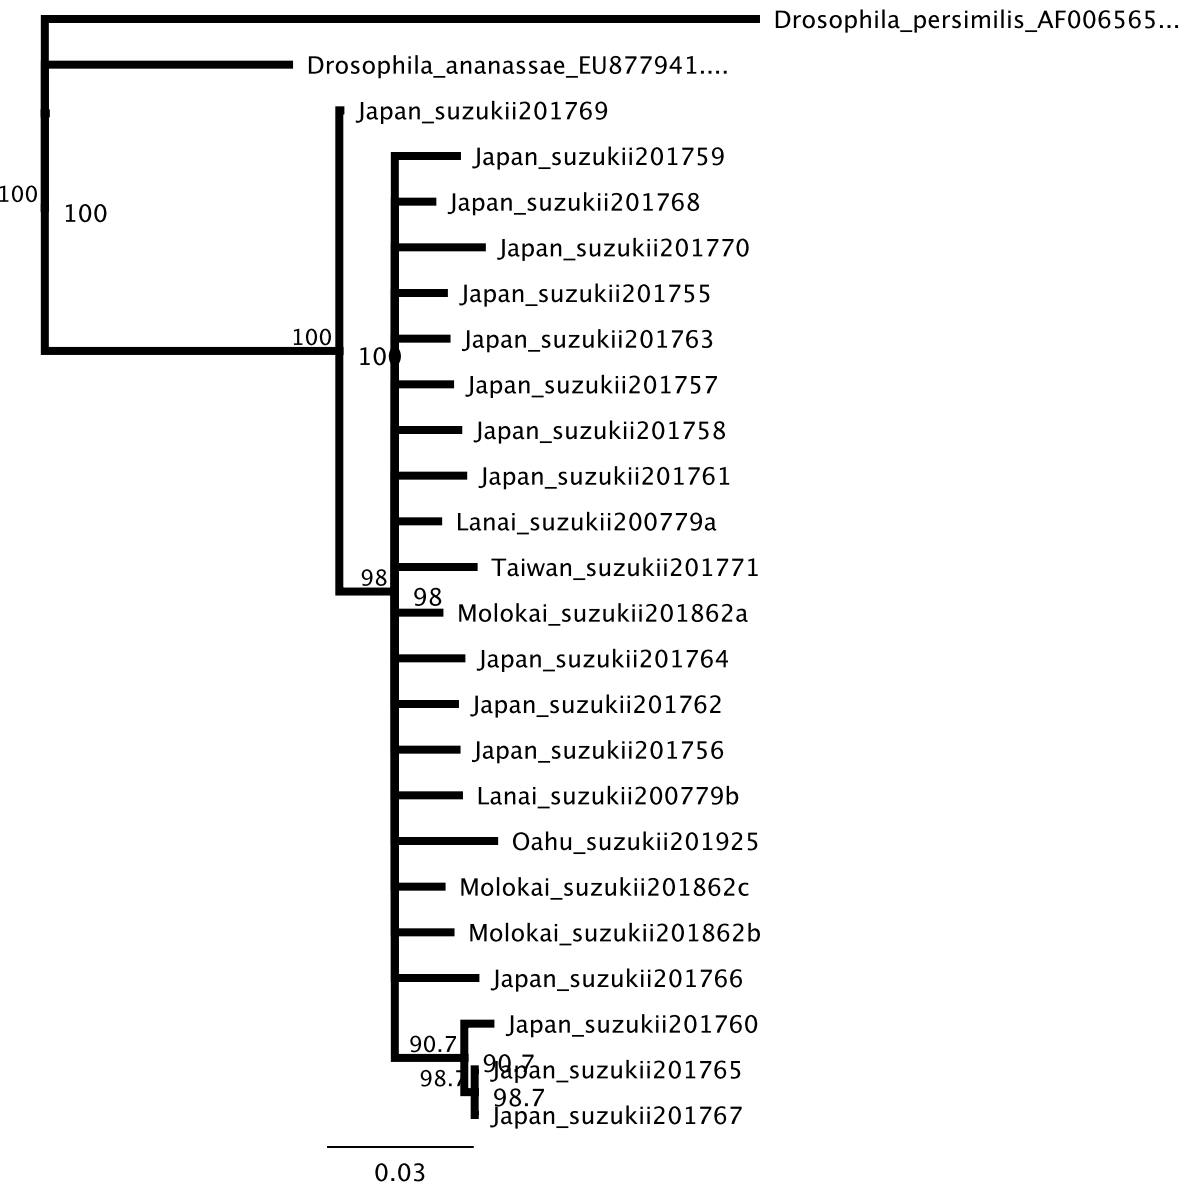 Drosophila_persimilis_AF006565...
Drosophila_ananassae_EU877941....
Japan_suzukii201769
Japan_suzukii201759
100
Japan_suzukii201768
100
Japan_suzukii201770
Japan_suzukii201755
100
Japan_suzukii201763
100
Japan_suzukii201757
Japan_suzukii201758
Japan_suzukii201761
Lanai_suzukii200779a
Taiwan_suzukii201771
98
98
Molokai_suzukii201862a
Japan_suzukii201764
Japan_suzukii201762
Japan_suzukii201756
Lanai_suzukii200779b
Oahu_suzukii201925
Molokai_suzukii201862c
Molokai_suzukii201862b
Japan_suzukii201766
Japan_suzukii201760
90.7
90.7
Japan_suzukii201765
98.7
98.7
Japan_suzukii201767
0.03